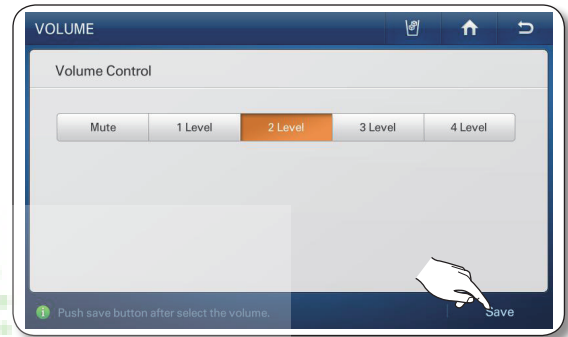 VOLUME
Volume Control
Mute 1 Level 2 Level 3 Level 4 Level
Push save button after select the volume.
Save